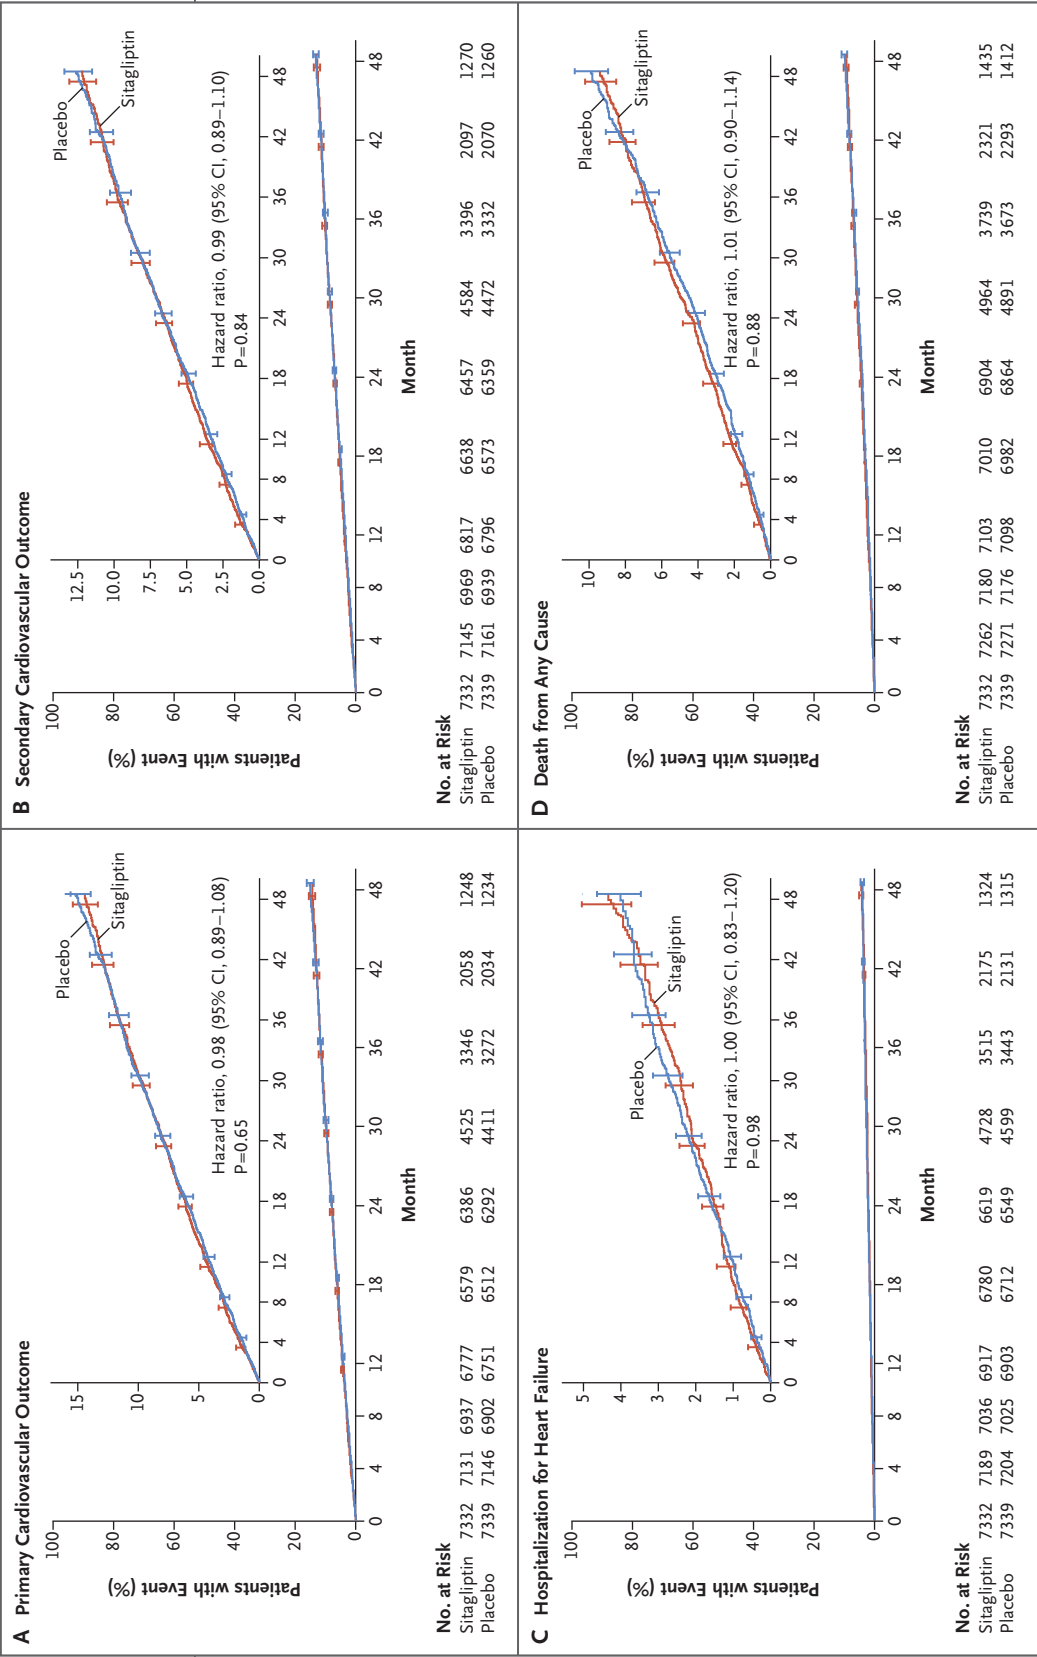 A Primary Cardiovascular Outcome
Patients with Event (%)
100
80
60
40
20
0
15
10
5
0
0 4 8 12 18 24 30 36 42 48
Placebo
Sitagliptin
Hazard ratio, 0.98 (95% CI, 0.89–1.08)
P=0.65
0 4 8 12 18 24 30 36 42 48
Month
No. at Risk
Sitagliptin 7332 7131 6937 6777 6579 6386 4525 3346 2058 1248
Placebo 7339 7146 6902 6751 6512 6292 4411 3272 2034 1234
B Secondary Cardiovascular Outcome
Patients with Event (%)
100
80
60
40
20
0
12.5
10.0
7.5
5.0
2.5
0.0
0 4 8 12 18 24 30 36 42 48
Placebo
Sitagliptin
Hazard ratio, 0.99 (95% CI, 0.89–1.10)
P=0.84
0 4 8 12 18 24 30 36 42 48
Month
No. at Risk
Sitagliptin 7332 7145 6969 6817 6638 6457 4584 3396 2097 1270
Placebo 7339 7161 6939 6796 6573 6359 4472 3332 2070 1260
C Hospitalization for Heart Failure
Patients with Event (%)
100
80
60
40
20
0
5
4
3
2
1
0
0 4 8 12 18 24 30 36 42 48
Placebo
Sitagliptin
Hazard ratio, 1.00 (95% CI, 0.83–1.20)
P=0.98
0 4 8 12 18 24 30 36 42 48
Month
No. at Risk
Sitagliptin 7332 7189 7036 6917 6780 6619 4728 3515 2175 1324
Placebo 7339 7204 7025 6903 6712 6549 4599 3443 2131 1315
D Death from Any Cause
Patients with Event (%)
100
80
60
40
20
0
10
8
6
4
2
0
0 4 8 12 18 24 30 36 42 48
Placebo
Sitagliptin
Hazard ratio, 1.01 (95% CI, 0.90–1.14)
P=0.88
0 4 8 12 18 24 30 36 42 48
Month
No. at Risk
Sitagliptin 7332 7262 7180 7103 7010 6904 4964 3739 2321 1435
Placebo 7339 7271 7176 7098 6982 6864 4891 3673 2293 1412